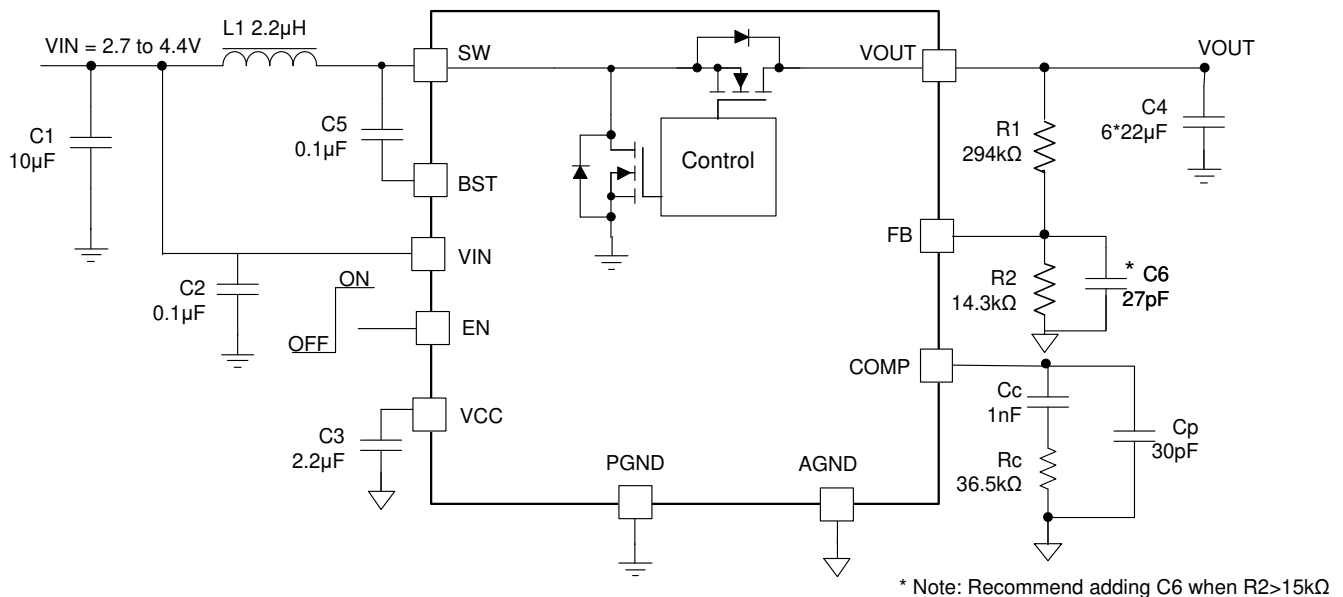 VIN = 2.7 to 4.4V
L1 2.2µH
SW
VOUT
VOUT
C1
10µF
C5
0.1µF
BST
Control
R1
294kΩ
C4
6*22µF
VIN
FB
C2
0.1µF
ON
OFF
EN
R2
14.3kΩ
* C6
27pF
COMP
VCC
C3
2.2µF
Cc
1nF
Rc
36.5kΩ
Cp
30pF
PGND
AGND
* Note: Recommend adding C6 when R2>15kΩ